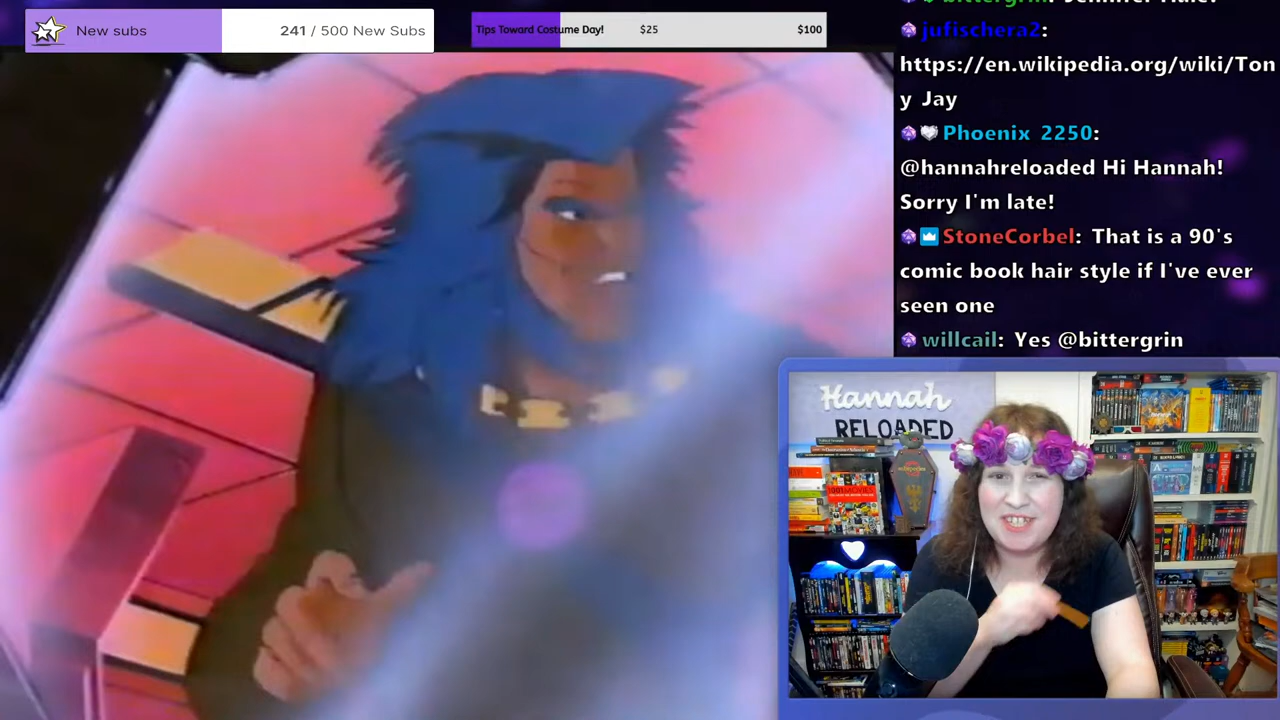 New subs
241 / 500 New Subs
Tips Toward Costume Day!
$25
$100
jufischera2:
https://en.wikipedia.org/wiki/Ton
y Jay
Phoenix 2250:
@hannahreloaded Hi Hannah!
Sorry I'm late!
StoneCorbel: That is a 90's
comic book hair style if I've ever
seen one
willcail: Yes @bittergrin
Hannah
RELOADED